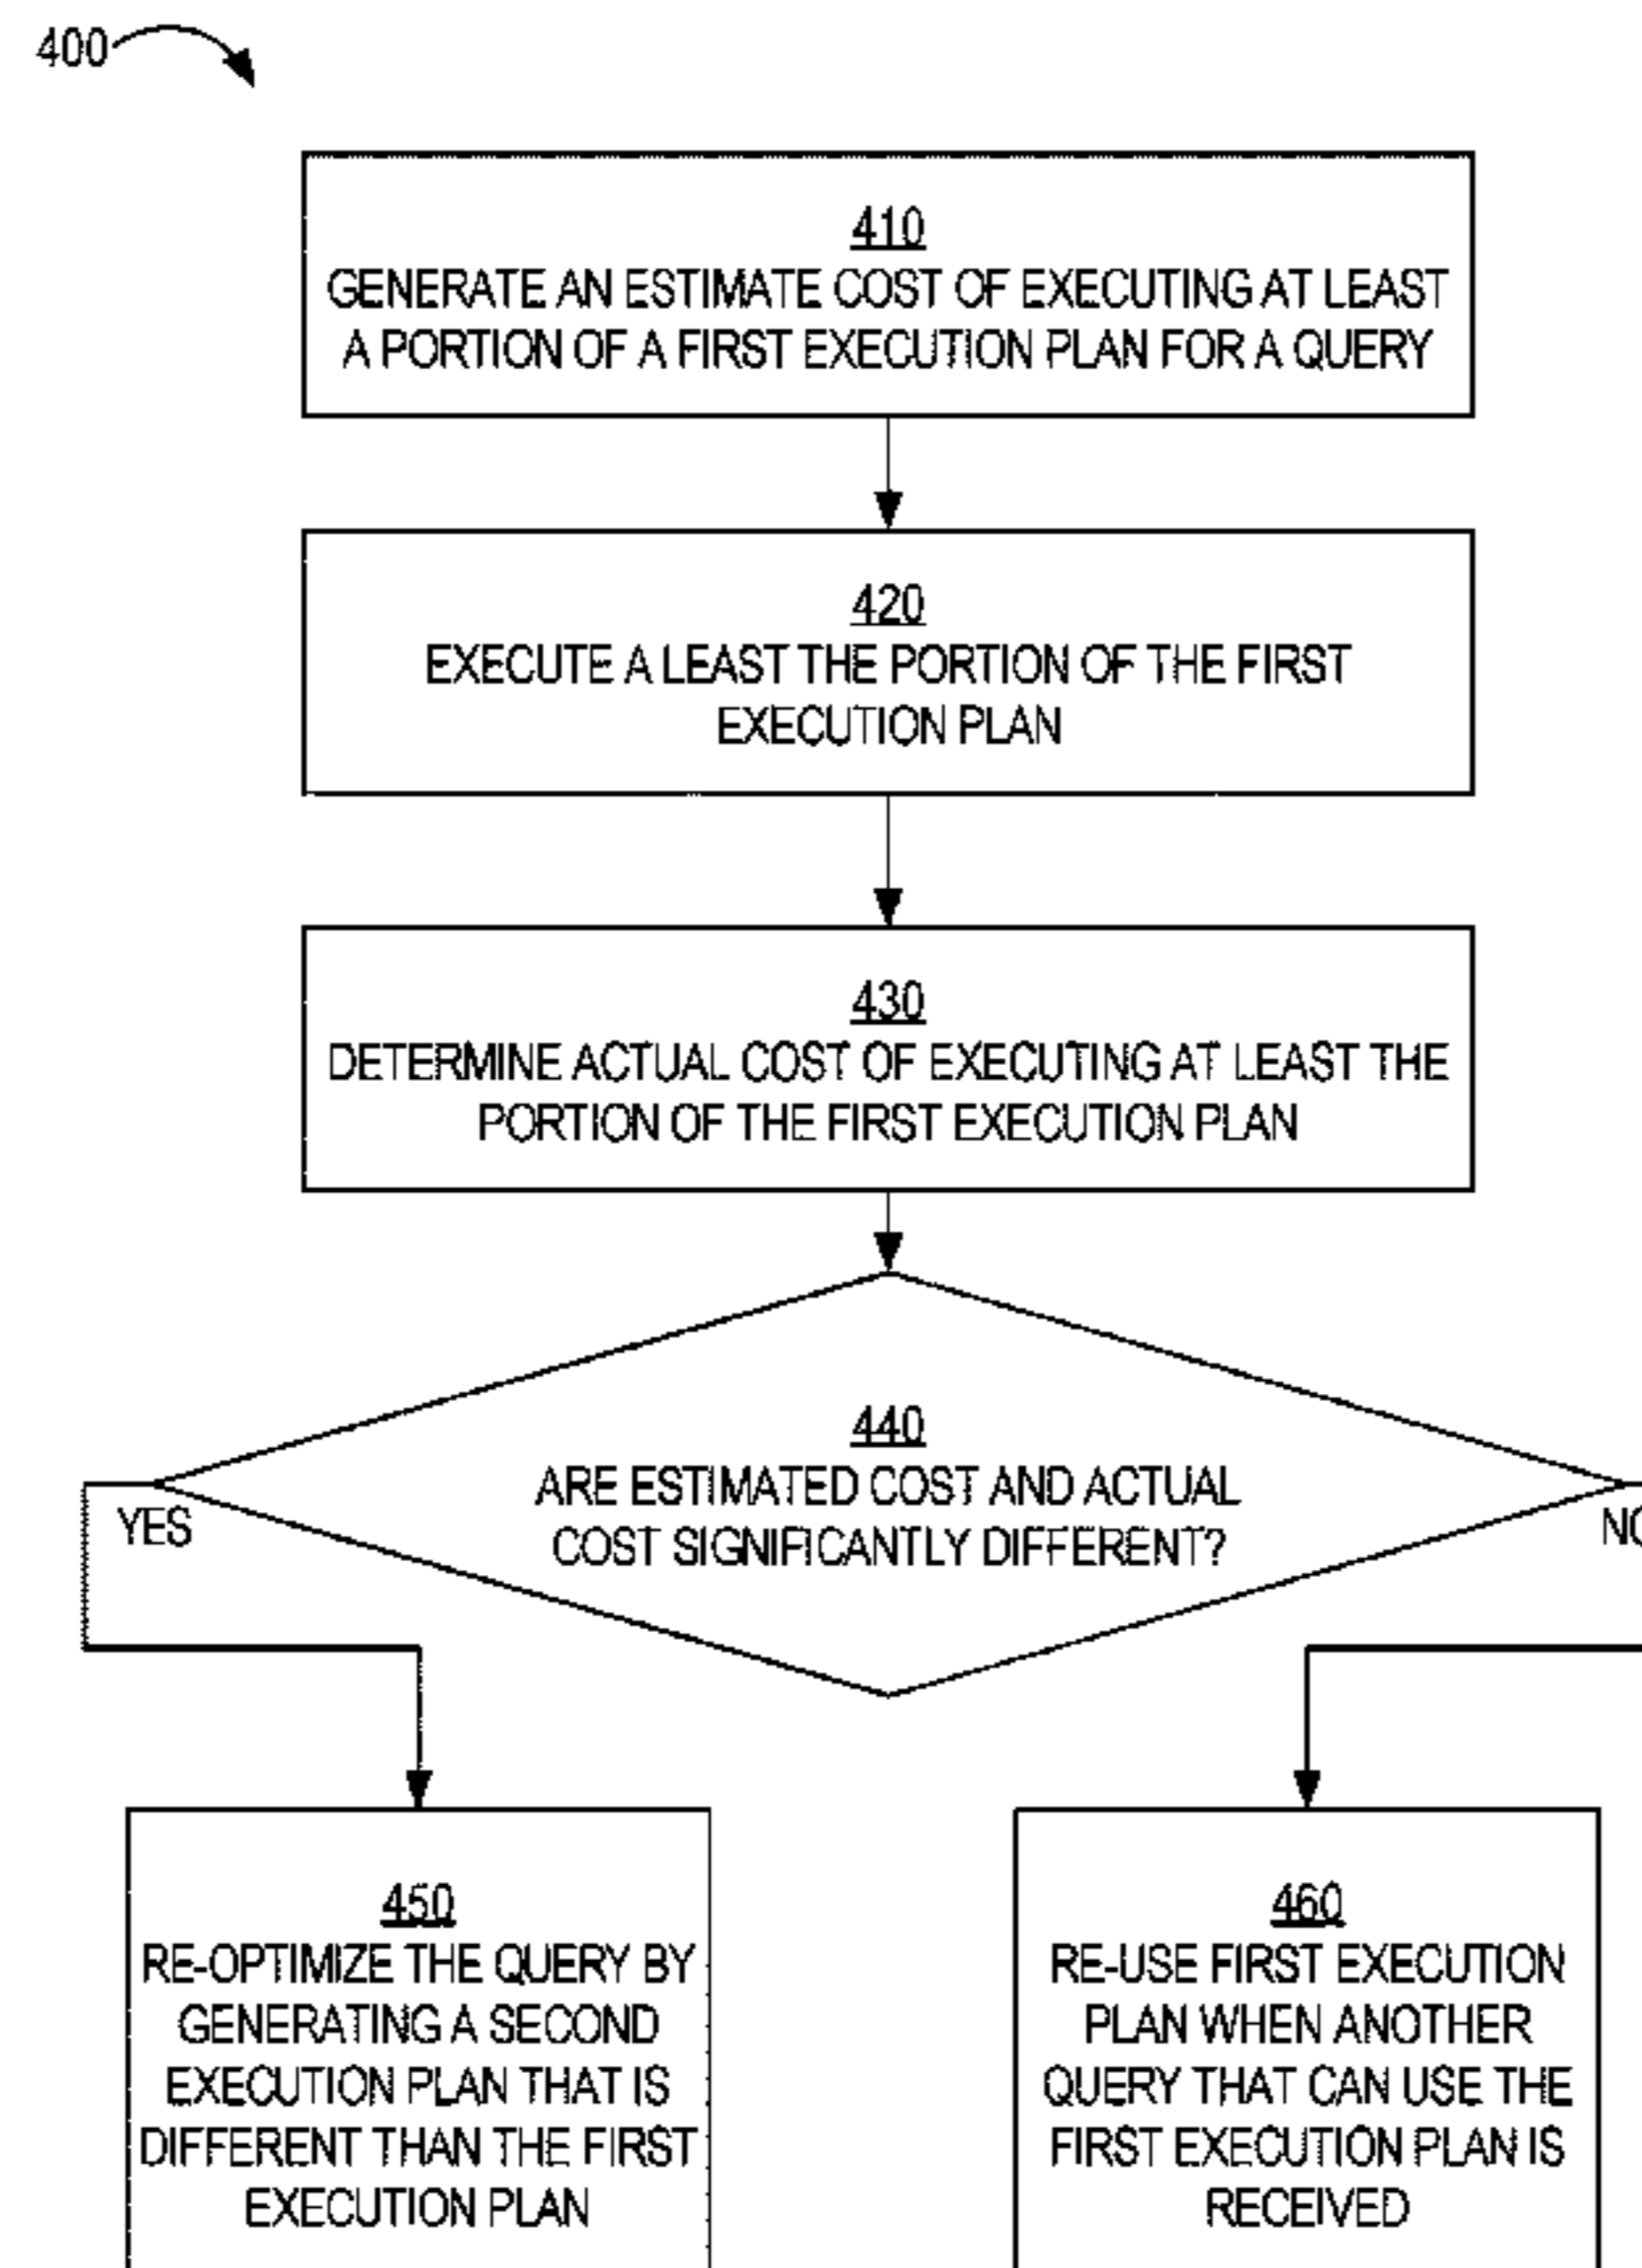 400
410
GENERATE AN ESTIMATE COST OF EXECUTING AT LEAST
A PORTION OF A FIRST EXECUTION PLAN FOR A QUERY
420
EXECUTE A LEAST THE PORTION OF THE FIRST
EXECUTION PLAN
430
DETERMINE ACTUAL COST OF EXECUTING AT LEAST THE
PORTION OF THE FIRST EXECUTION PLAN
440
ARE ESTIMATED COST AND ACTUAL
COST SIGNIFICANTLY DIFFERENT?
YES
NO
450
RE-OPTIMIZE THE QUERY BY
GENERATING A SECOND
EXECUTION PLAN THAT IS
DIFFERENT THAN THE FIRST
EXECUTION PLAN
460
RE-USE FIRST EXECUTION
PLAN WHEN ANOTHER
QUERY THAT CAN USE THE
FIRST EXECUTION PLAN IS
RECEIVED